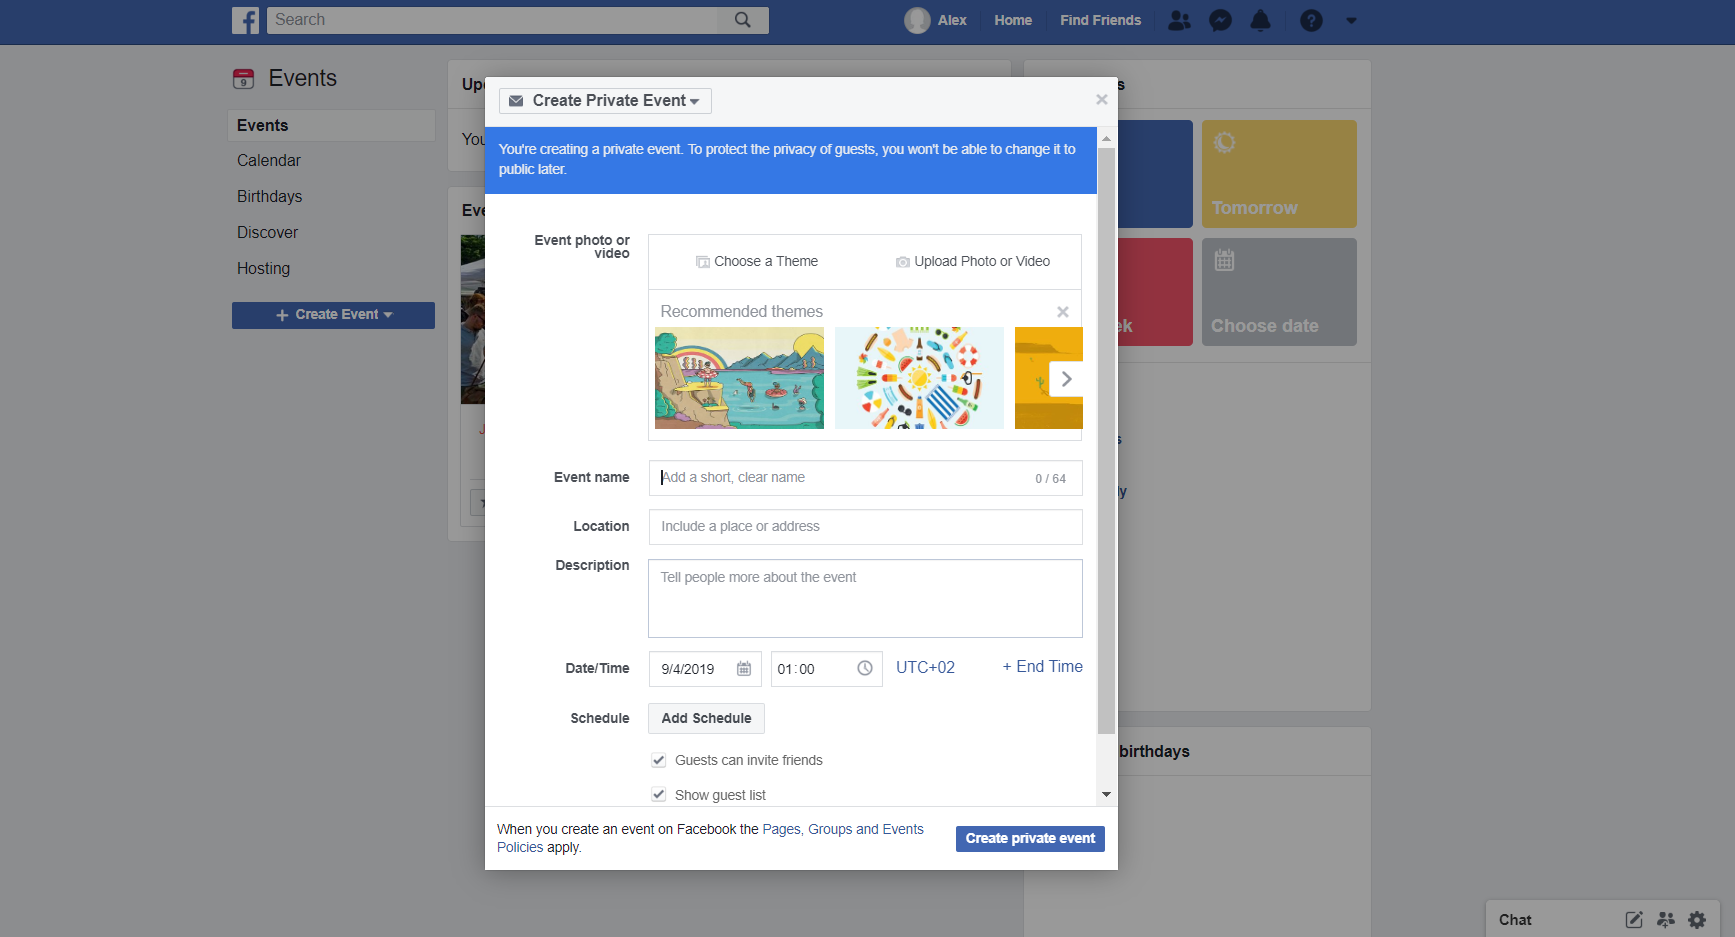 Search
Alex
Home
Find Friends
9
Events
Events
Calendar
Birthdays
Discover
Hosting
Create Event
Create Private Event
You're creating a private event. To protect the privacy of guests, you won't be able to change it to
public later.
Event photo or
video
Choose a Theme
Upload Photo or Video
Recommended themes
Event name
Add a short, clear name
0 / 64
Location
Include a place or address
Description
Tell people more about the event
Date/Time
9/4/2019
01:00
UTC+02
+ End Time
Schedule
Add Schedule
Guests can invite friends
Show guest list
When you create an event on Facebook the Pages, Groups and Events
Policies apply.
Create private event
Tomorrow
Choose date
birthdays
Chat